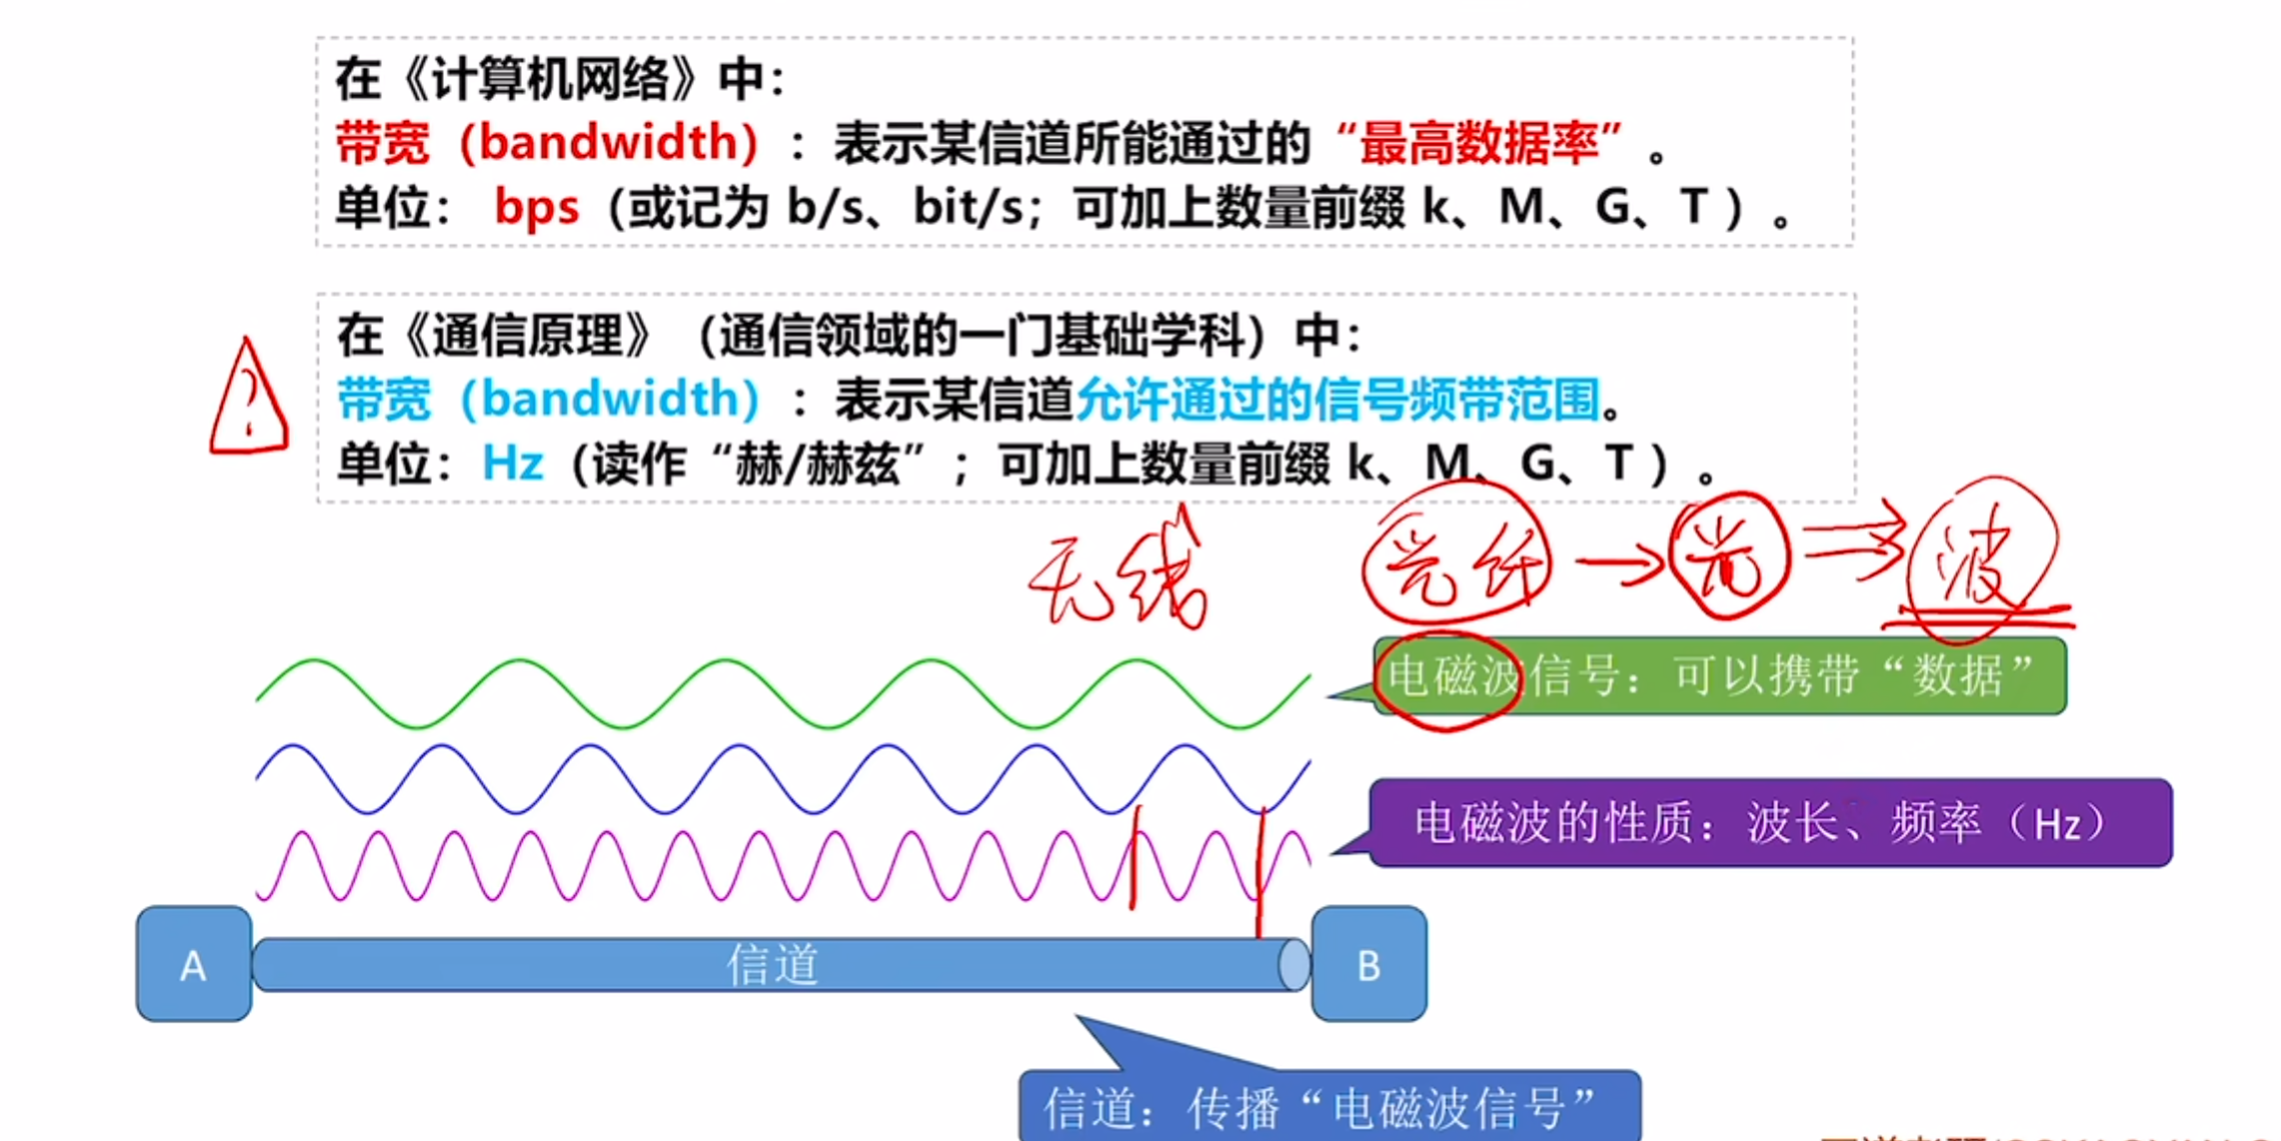 在《计算机网络》中：
带宽（bandwidth）：表示某信道所能通过的“最高数据率”。
单位： bps（或记为 b/s、bit/s；可加上数量前缀 k、M、G、T ）。
在《通信原理》（通信领域的一门基础学科）中：
带宽（bandwidth）：表示某信道允许通过的信号频带范围。
单位：Hz（读作“赫/赫兹”；可加上数量前缀 k、M、G、T ）。
无线 光纤 → 光 ⇒ 波
电磁波信号：可以携带“数据”
电磁波的性质：波长、频率（Hz）
A 信道 B
信道：传播“电磁波信号”